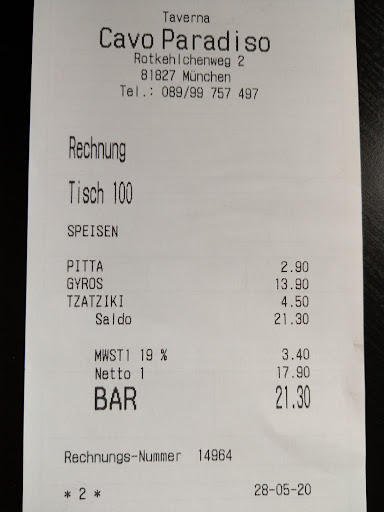 Taverna
Cavo Paradiso
Rotkehlchenweg 2
81827 München
Tel.: 089/99 757 497
Rechnung
Tisch 100
SPEISEN
PITTA 2.90
GYROS 13.90
TZATZIKI 4.50
Saldo 21.30
MWST1 19 % 3.40
Netto 1 17.90
BAR 21.30
Rechnungs-Nummer 14964
* 2 * 28-05-20